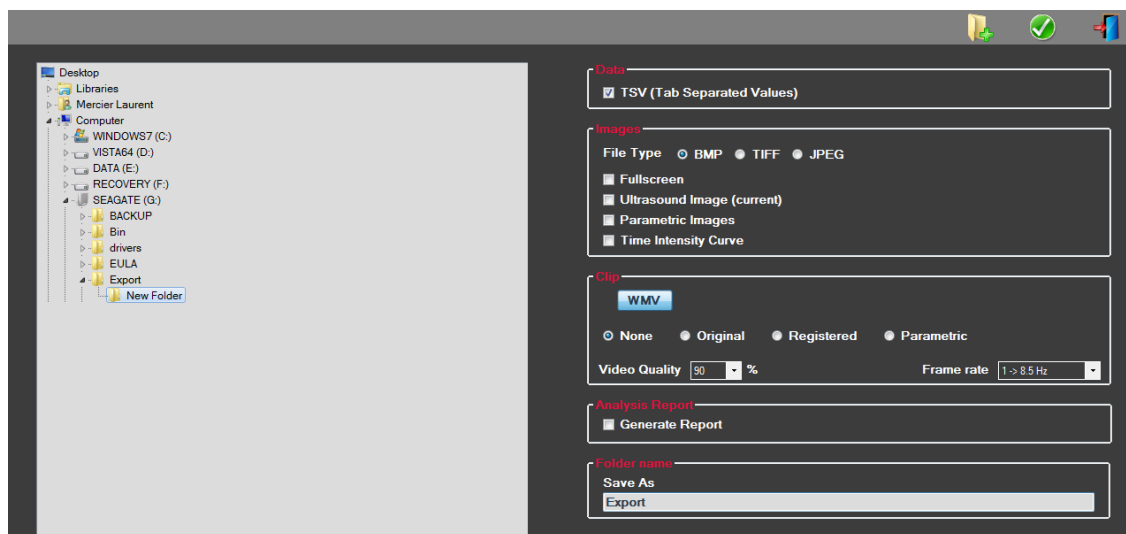 Desktop
Libraries
Mercier Laurent
Computer
WINDOWS7 (C:)
VISTA64 (D:)
DATA (E:)
RECOVERY (F:)
SEAGATE (G:)
BACKUP
Bin
drivers
EULA
Export
New Folder
Data
TSV (Tab Separated Values)
Images
File Type BMP TIFF JPEG
Fullscreen
Ultrasound Image (current)
Parametric Images
Time Intensity Curve
Clip
WMV
None Original Registered Parametric
Video Quality 90 % Frame rate 1 -> 8.5 Hz
Analysis Report
Generate Report
Folder name
Save As
Export